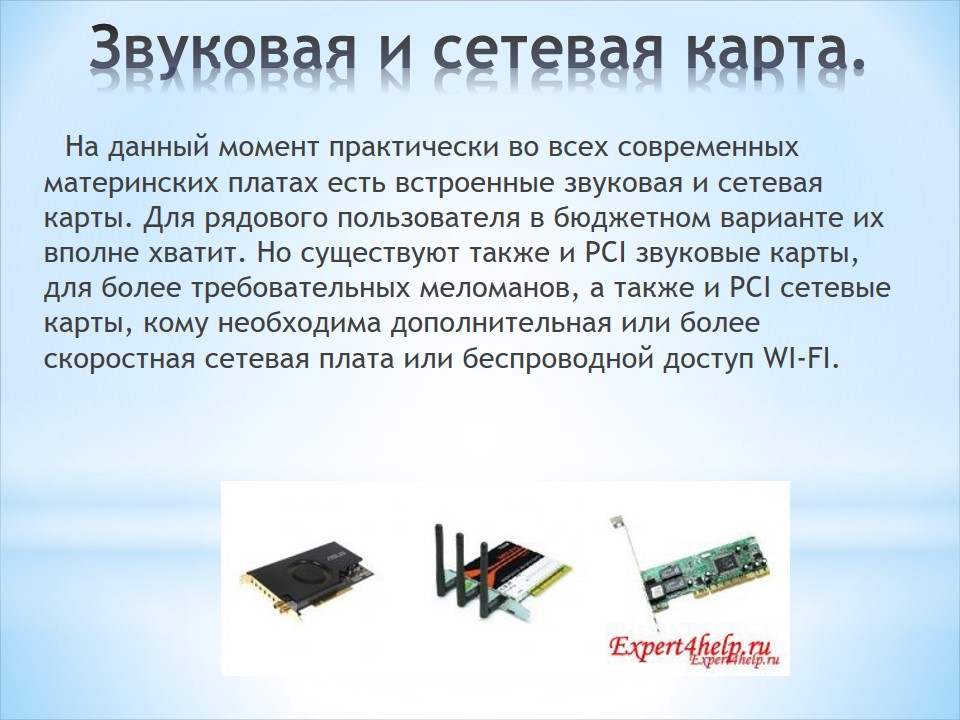 Звуковая и сетевая карта.
На данный момент практически во всех современных
материнских платах есть встроенные звуковая и сетевая
карты. Для рядового пользователя в бюджетном варианте их
вполне хватит. Но существуют также и PCI звуковые карты,
для более требовательных меломанов, а также и PCI сетевые
карты, кому необходима дополнительная или более
скоростная сетевая плата или беспроводной доступ WI-FI.
ASUS
Expert4help.ru
Expert4help.ru